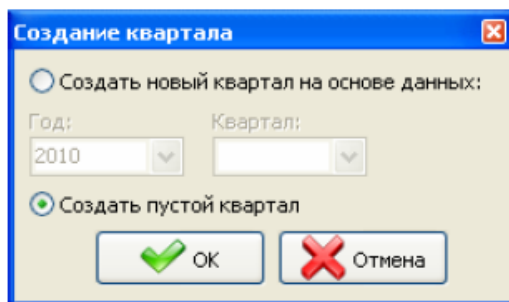 Создание квартала
Создать новый квартал на основе данных:
Год: Квартал:
2010
Создать пустой квартал
ОК Отмена